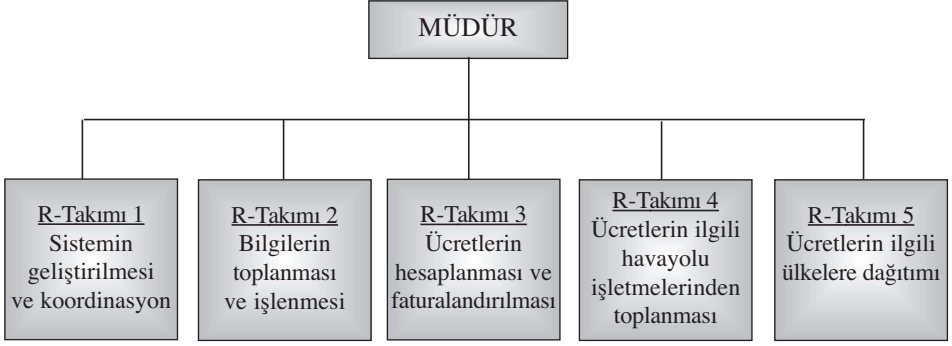 MÜDÜR
R-Takımı 1
Sistemin
geliştirilmesi
ve koordinasyon
R-Takımı 2
Bilgilerin
toplanması
ve işlenmesi
R-Takımı 3
Ücretlerin
hesaplanması ve
faturalandırılması
R-Takımı 4
Ücretlerin ilgili
havayolu
işletmelerinden
toplanması
R-Takımı 5
Ücretlerin ilgili
ülkelere dağıtımı